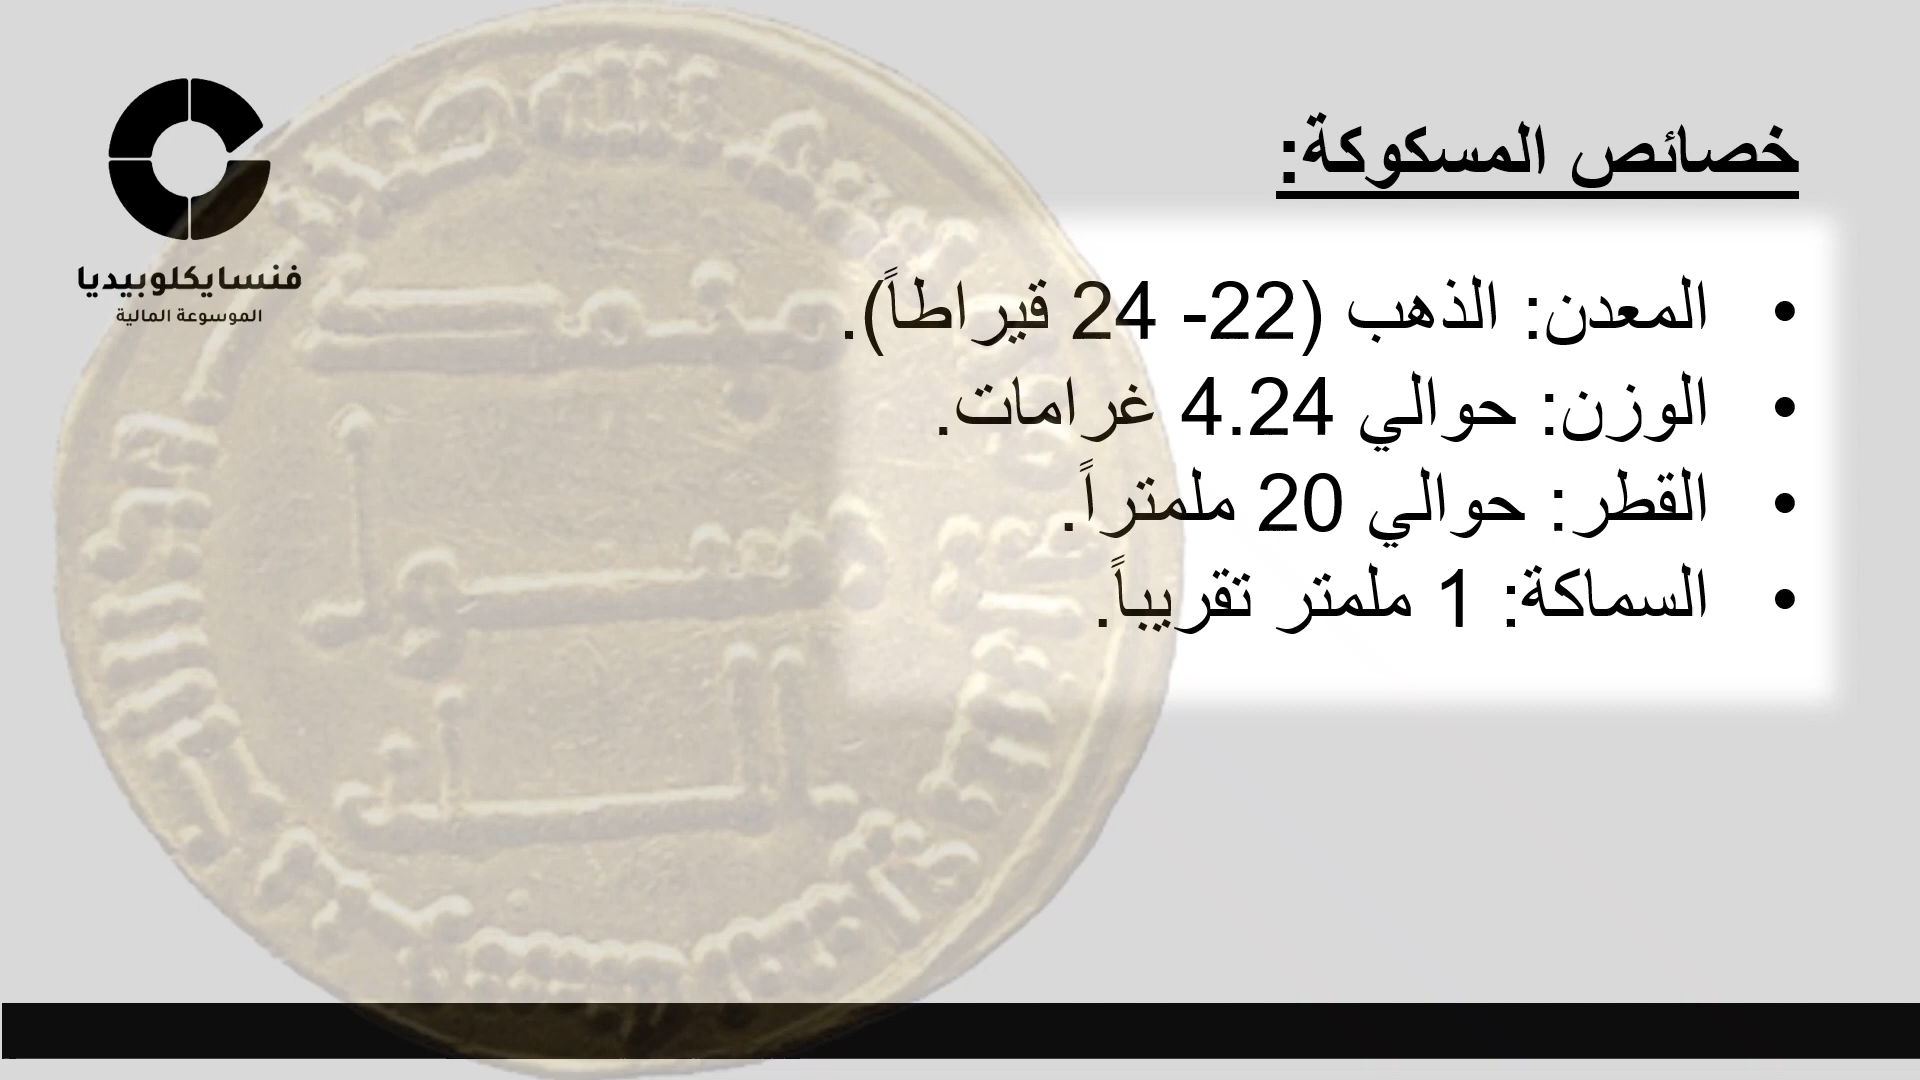 فنسايكلوبيديا
الموسوعة المالية
خصائص المسكوكة:
• المعدن: الذهب (22- 24 قيراطاً).
• الوزن: حوالي 4.24 غرامات.
• القطر: حوالي 20 ملمتراً.
• السماكة: 1 ملمتر تقريباً.